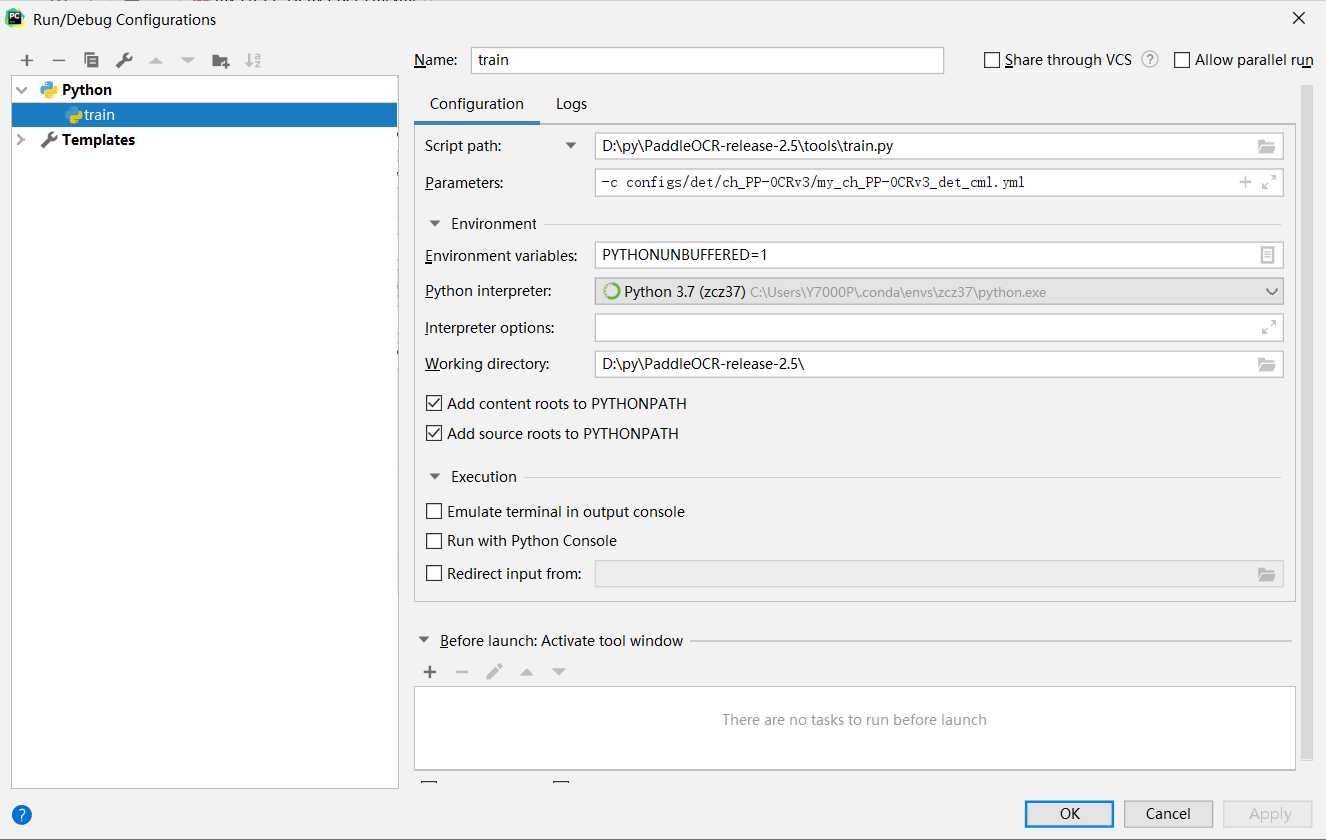 PC
Run/Debug Configurations
Name: train
Share through VCS ? Allow parallel run
Python
train
Templates
Configuration Logs
Script path: D:\py\PaddleOCR-release-2.5\tools\train.py
Parameters: -c configs/det/ch_PP-OCRv3/my_ch_PP-OCRv3_det_cml.yml
Environment
Environment variables: PYTHONUNBUFFERED=1
Python interpreter: Python 3.7 (zcz37) C:\Users\Y7000P\.conda\envs\zcz37\python.exe
Interpreter options:
Working directory: D:\py\PaddleOCR-release-2.5\
Add content roots to PYTHONPATH
Add source roots to PYTHONPATH
Execution
Emulate terminal in output console
Run with Python Console
Redirect input from:
Before launch: Activate tool window
There are no tasks to run before launch
? OK Cancel Apply